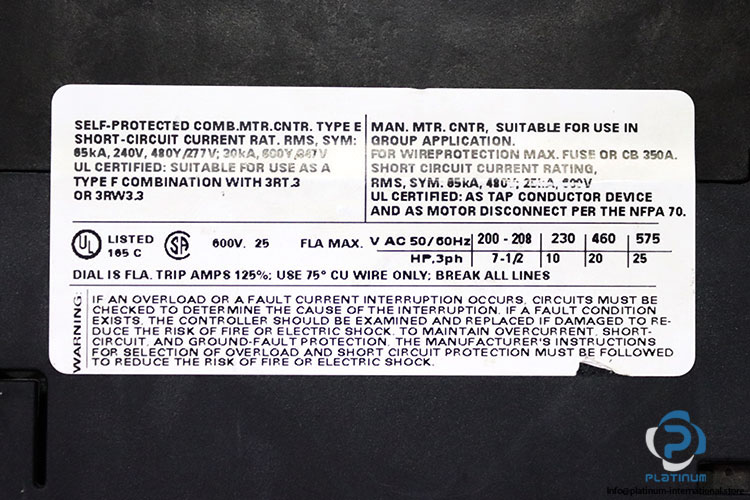 SELF-PROTECTED COMB.MTR.CNTR. TYPE E
SHORT-CIRCUIT CURRENT RAT. RMS, SYM:
65kA, 240V, 480Y/277V; 30kA, 600Y/347V
UL CERTIFIED: SUITABLE FOR USE AS A
TYPE F COMBINATION WITH 3RT.3
OR 3RW3.3
MAN. MTR. CNTR, SUITABLE FOR USE IN
GROUP APPLICATION.
FOR WIREPROTECTION MAX. FUSE OR CB 350A.
SHORT CIRCUIT CURRENT RATING,
RMS, SYM. 65kA, 480V; 25kA, 600V
UL CERTIFIED: AS TAP CONDUCTOR DEVICE
AND AS MOTOR DISCONNECT PER THE NFPA 70.
UL LISTED
165 C
SA
600V. 25 FLA MAX.
V AC 50/60Hz 200 - 208 230 460 575
HP,3ph 7-1/2 10 20 25
DIAL IS FLA. TRIP AMPS 125%; USE 75° CU WIRE ONLY; BREAK ALL LINES
WARNING:
IF AN OVERLOAD OR A FAULT CURRENT INTERRUPTION OCCURS, CIRCUITS MUST BE
CHECKED TO DETERMINE THE CAUSE OF THE INTERRUPTION. IF A FAULT CONDITION
EXISTS, THE CONTROLLER SHOULD BE EXAMINED AND REPLACED IF DAMAGED TO RE-
DUCE THE RISK OF FIRE OR ELECTRIC SHOCK. TO MAINTAIN OVERCURRENT, SHORT-
CIRCUIT, AND GROUND-FAULT PROTECTION, THE MANUFACTURER'S INSTRUCTIONS
FOR SELECTION OF OVERLOAD AND SHORT CIRCUIT PROTECTION MUST BE FOLLOWED
TO REDUCE THE RISK OF FIRE OR ELECTRIC SHOCK.
PLATINUM
info@platinum-international.store